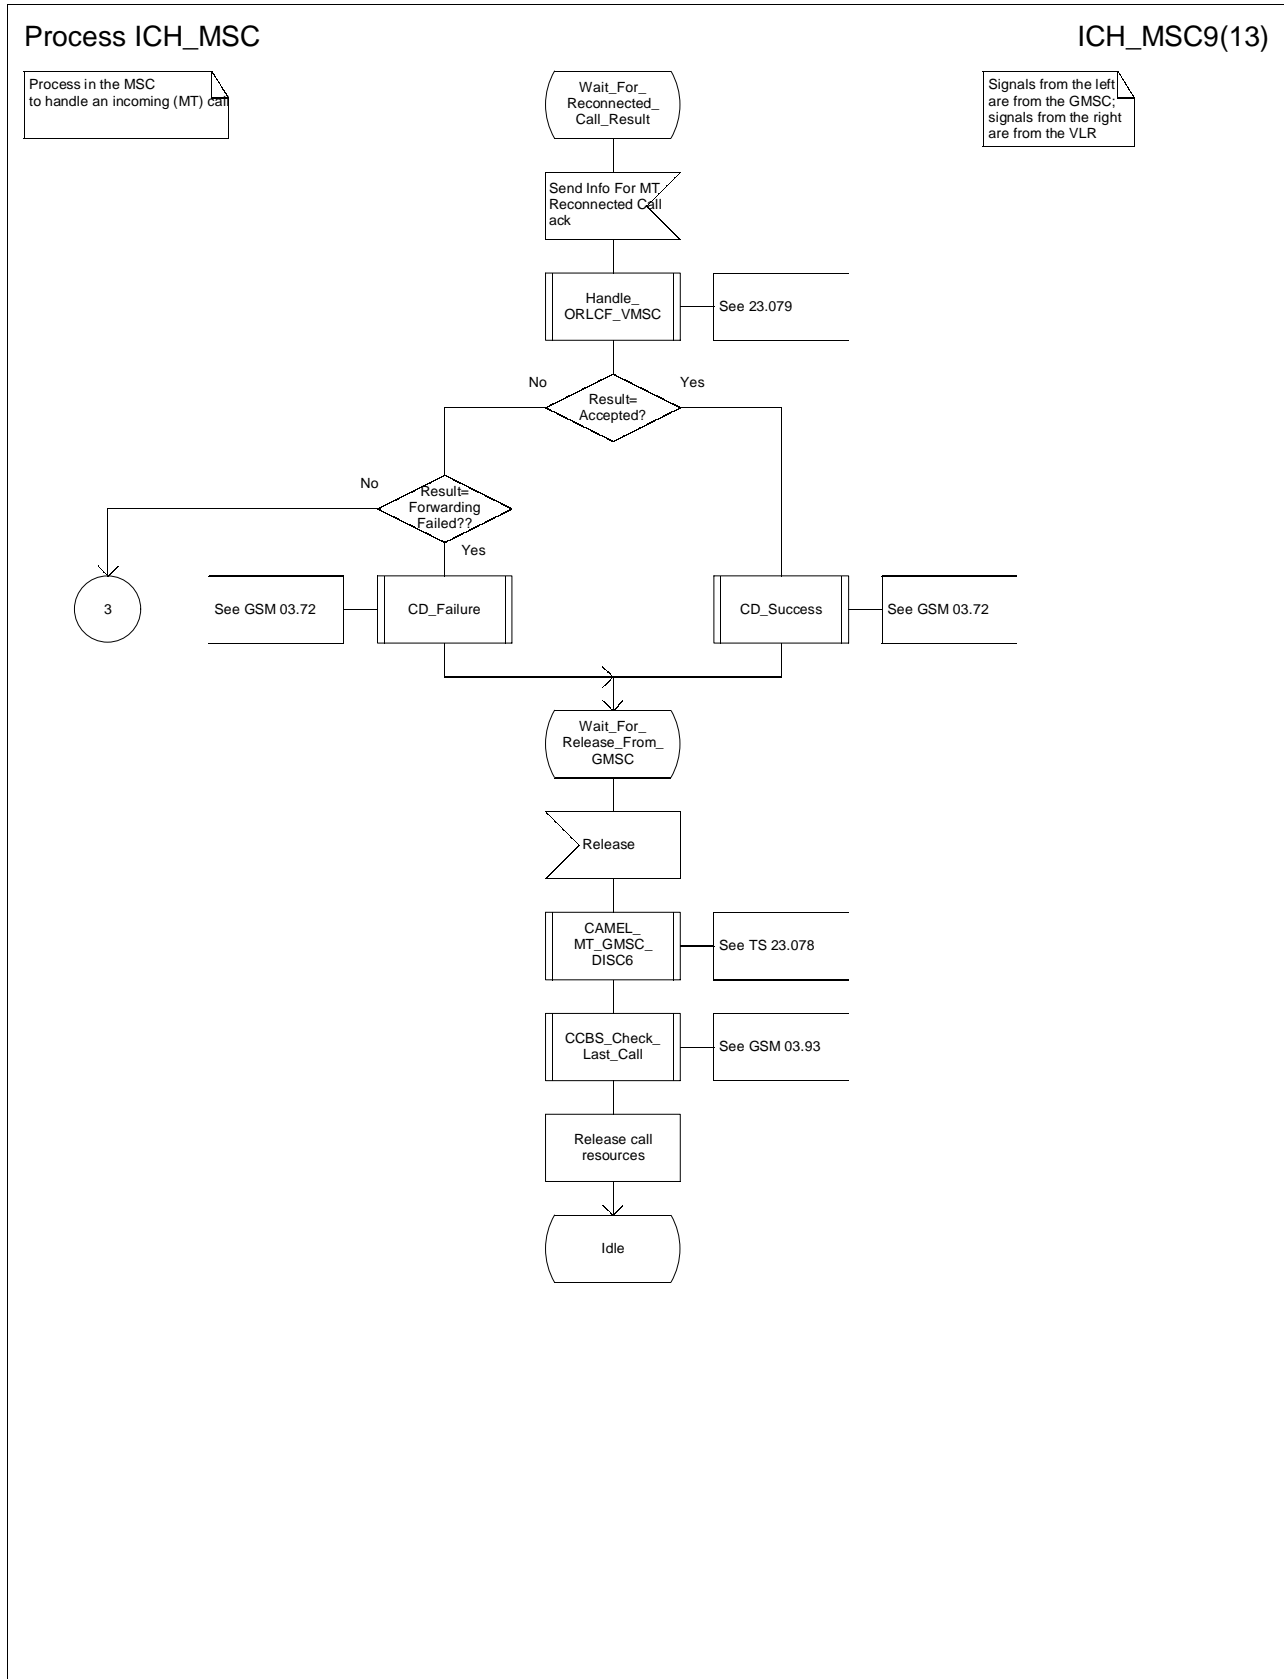 Process ICH_MSC
ICH_MSC9(13)
Process in the MSC
to handle an incoming (MT) call
Signals from the left
are from the GMSC;
signals from the right
are from the VLR
Wait_For_
Reconnected_
Call_Result
Send Info For MT
Reconnected Call
ack
Handle_
ORLCF_VMSC
See 23.079
No
Yes
Result=
Accepted?
No
Result=
Forwarding
Failed??
Yes
3
See GSM 03.72
CD_Failure
CD_Success
See GSM 03.72
Wait_For_
Release_From_
GMSC
Release
CAMEL_
MT_GMSC_
DISC6
See TS 23.078
CCBS_Check_
Last_Call
See GSM 03.93
Release call
resources
Idle